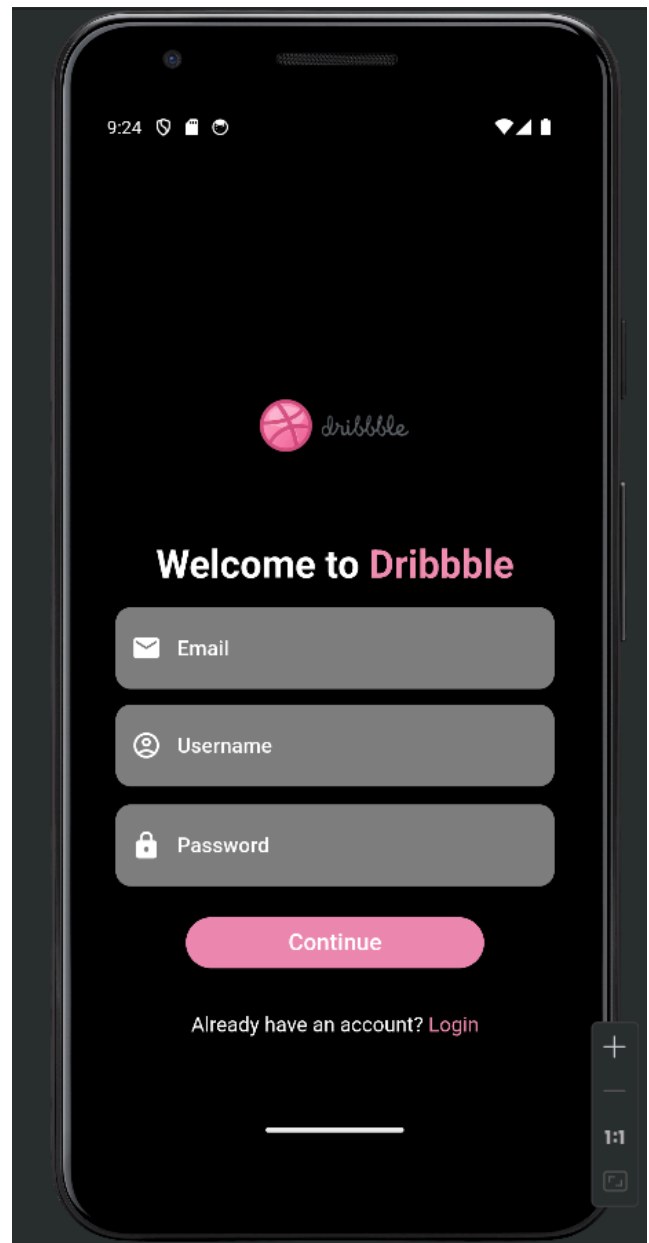 9:24
dribbble
Welcome to Dribbble
Email
Username
Password
Continue
Already have an account? Login
1:1